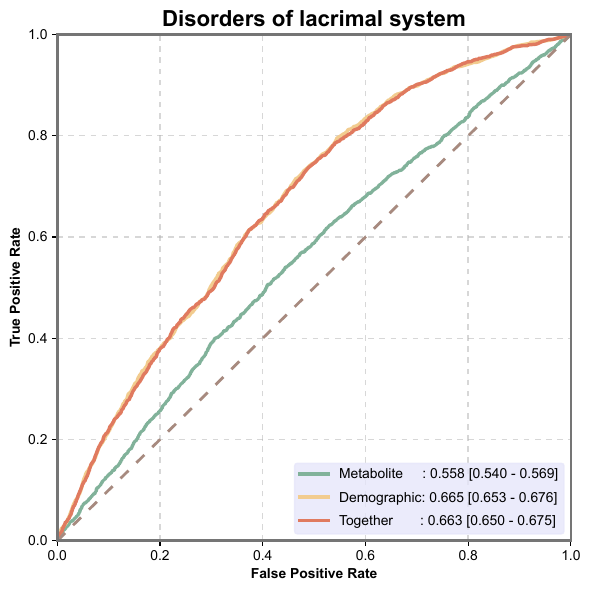 Disorders of lacrimal system
1.0
0.8
0.6
0.4
0.2
0.0
True Positive Rate
Metabolite : 0.558 [0.540 - 0.569]
Demographic: 0.665 [0.653 - 0.676]
Together : 0.663 [0.650 - 0.675]
0.0 0.2 0.4 0.6 0.8 1.0
False Positive Rate